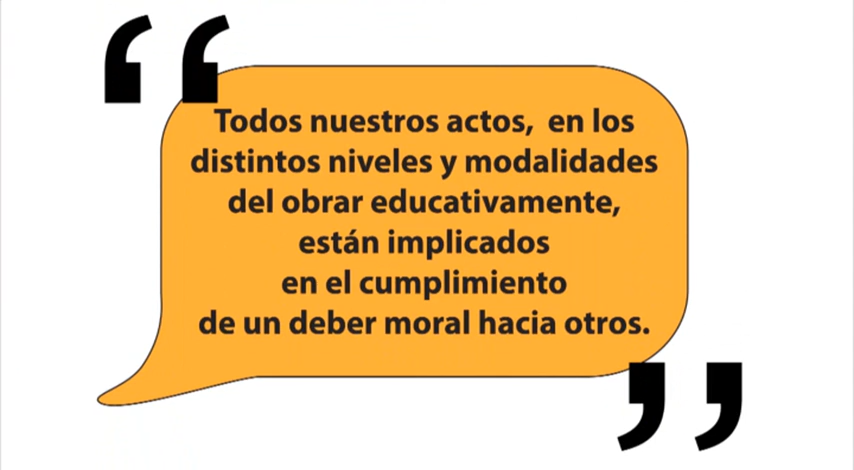 “
Todos nuestros actos, en los
distintos niveles y modalidades
del obrar educativamente,
están implicados
en el cumplimiento
de un deber moral hacia otros.
”